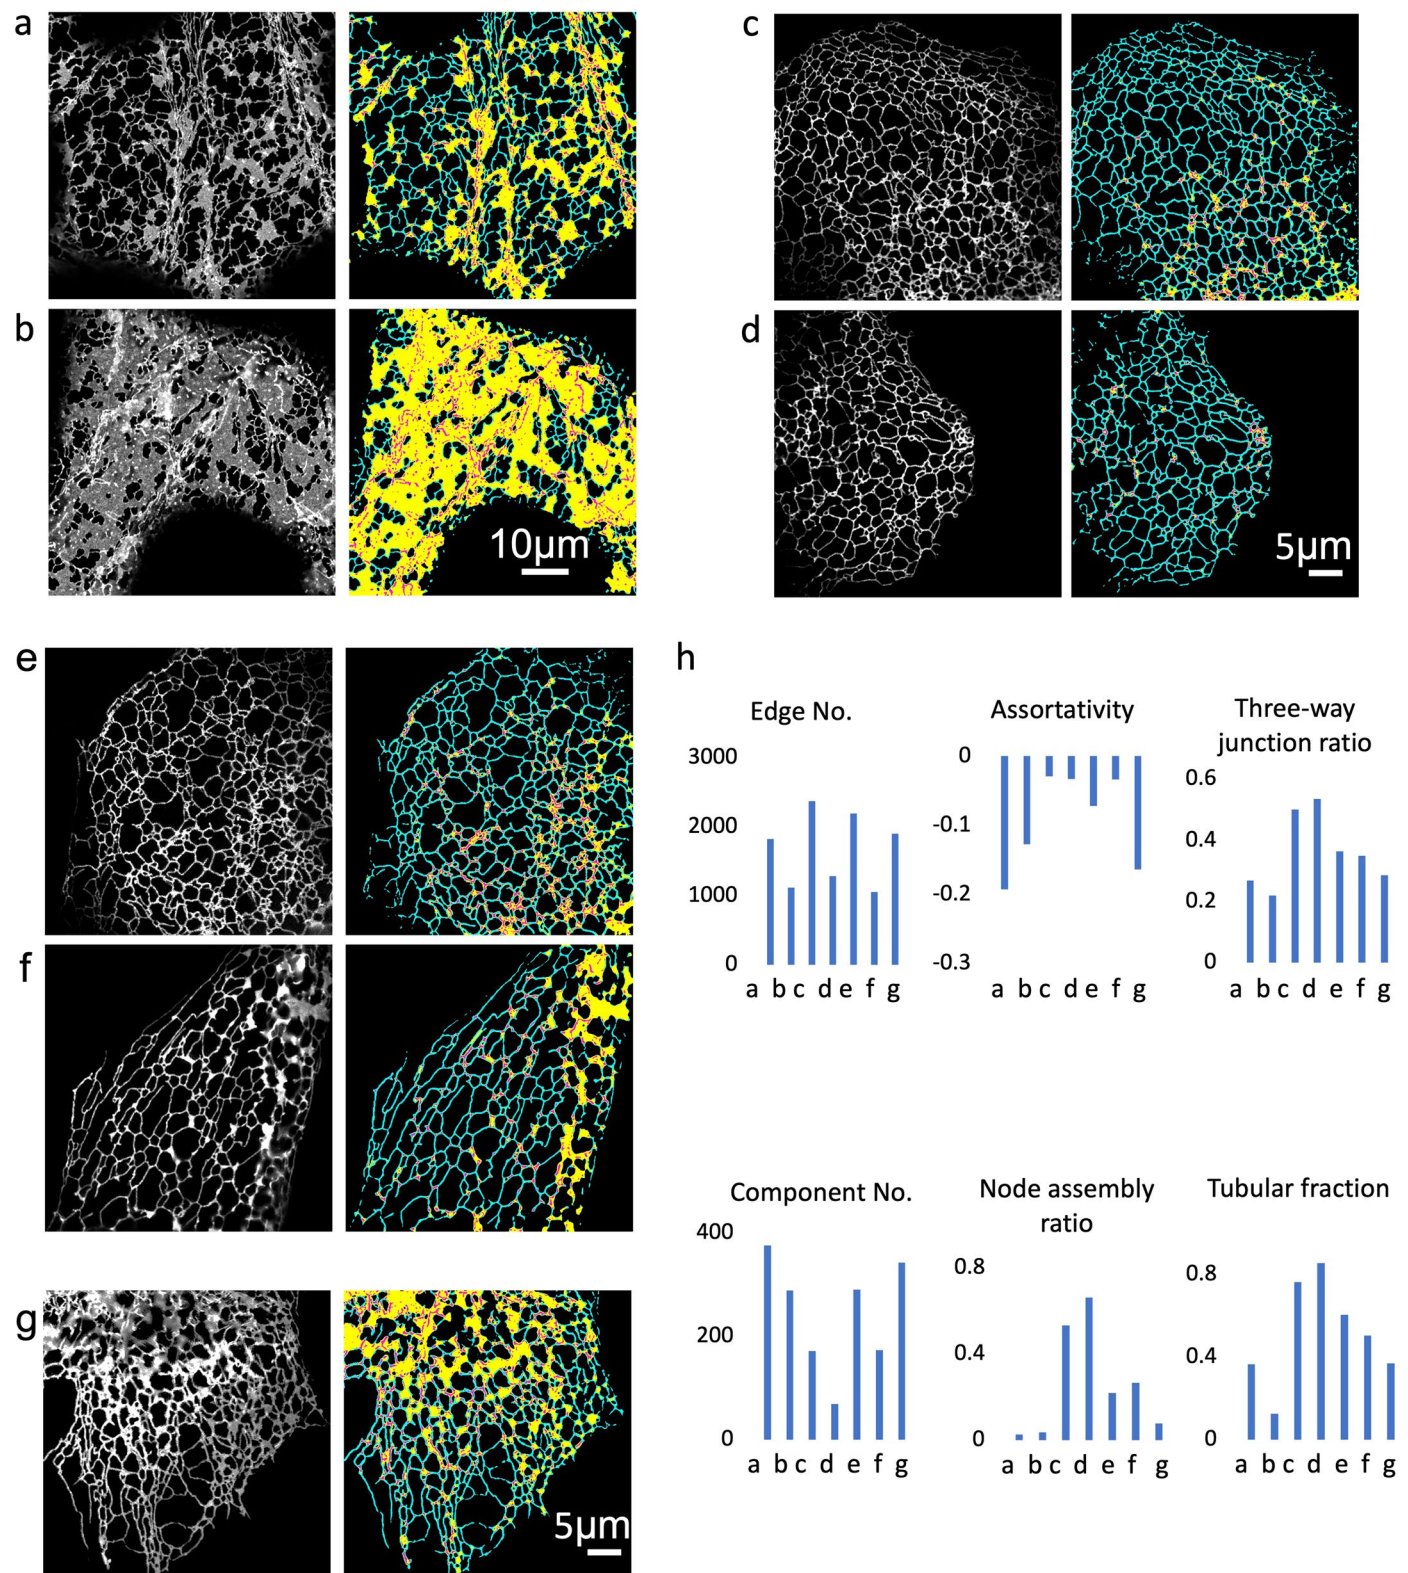 a
c
b
10µm
d
5µm
e
f
g
5µm
h
Edge No.
3000
2000
1000
0
a b c d e f g
Assortativity
0
-0.1
-0.2
-0.3
a b c d e f g
Three-way
junction ratio
0.6
0.4
0.2
0
a b c d e f g
Component No.
400
200
0
a b c d e f g
Node assembly
ratio
0.8
0.4
0
a b c d e f g
Tubular fraction
0.8
0.4
0
a b c d e f g